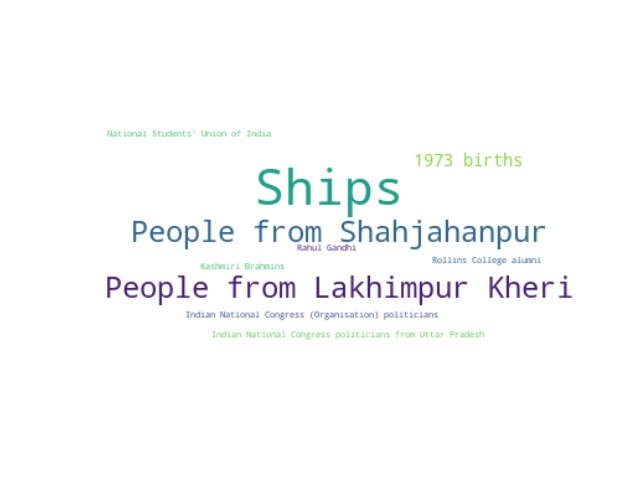 National Students' Union of India
1973 births
Ships
People from Shahjahanpur
Rahul Gandhi
Rollins College alumni
Kashmiri Brahmins
People from Lakhimpur Kheri
Indian National Congress (Organisation) politicians
Indian National Congress politicians from Uttar Pradesh